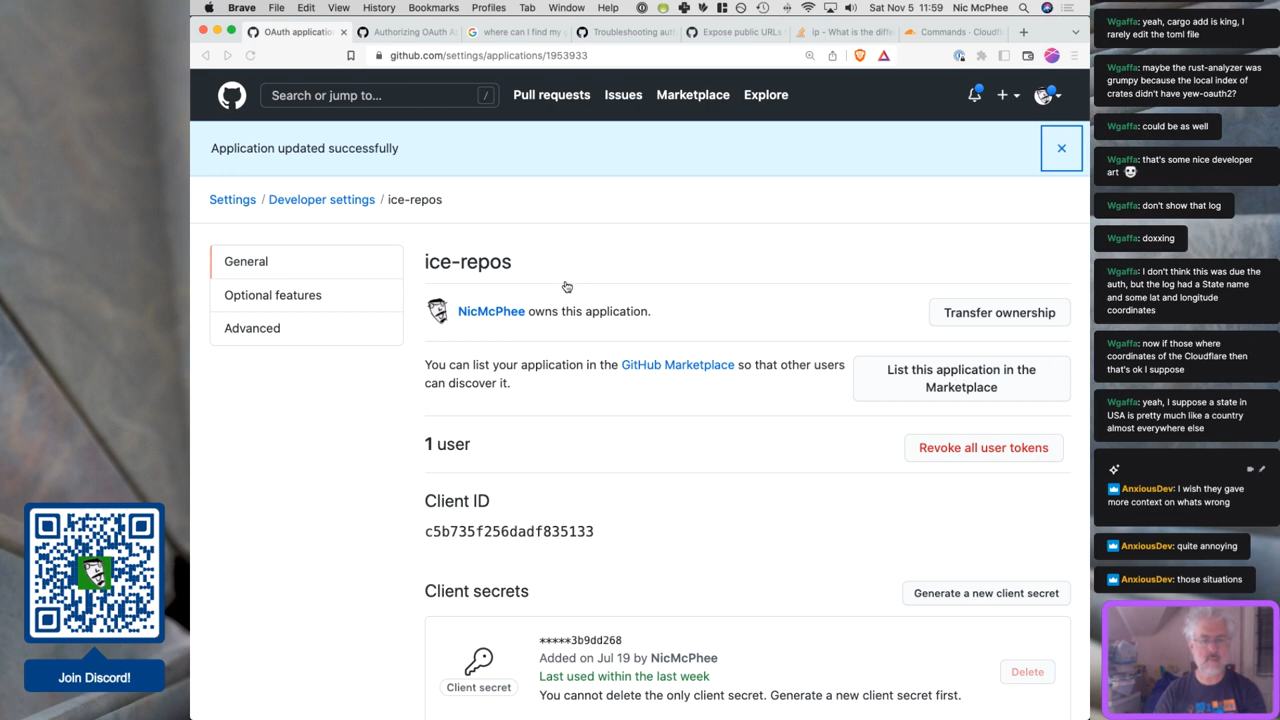 Brave File Edit View History Bookmarks Profiles Tab Window Help
Sat Nov 5 11:59 Nic McPhee
OAuth applicatio
Authorizing OAuth A
where can I find my
Troubleshooting aut
Expose public URLs
ip - What is the diffe
Commands · Cloudfl
github.com/settings/applications/1953933
Search or jump to...
/
Pull requests
Issues
Marketplace
Explore
Application updated successfully
Settings / Developer settings / ice-repos
General
Optional features
Advanced
ice-repos
NicMcPhee owns this application.
Transfer ownership
You can list your application in the GitHub Marketplace so that other users
can discover it.
List this application in the
Marketplace
1 user
Revoke all user tokens
Client ID
c5b735f256dadf835133
Client secrets
Generate a new client secret
*****3b9dd268
Added on Jul 19 by NicMcPhee
Last used within the last week
You cannot delete the only client secret. Generate a new client secret first.
Client secret
Delete
Join Discord!
Wgaffa: yeah, cargo add is king, I
rarely edit the toml file
Wgaffa: maybe the rust-analyzer was
grumpy because the local index of
crates didn't have yew-oauth2?
Wgaffa: could be as well
Wgaffa: that's some nice developer
art
Wgaffa: don't show that log
Wgaffa: doxxing
Wgaffa: I don't think this was due the
auth, but the log had a State name
and some lat and longitude
coordinates
Wgaffa: now if those where
coordinates of the Cloudflare then
that's ok I suppose
Wgaffa: yeah, I suppose a state in
USA is pretty much like a country
almost everywhere else
AnxiousDev: I wish they gave
more context on whats wrong
AnxiousDev: quite annoying
AnxiousDev: those situations